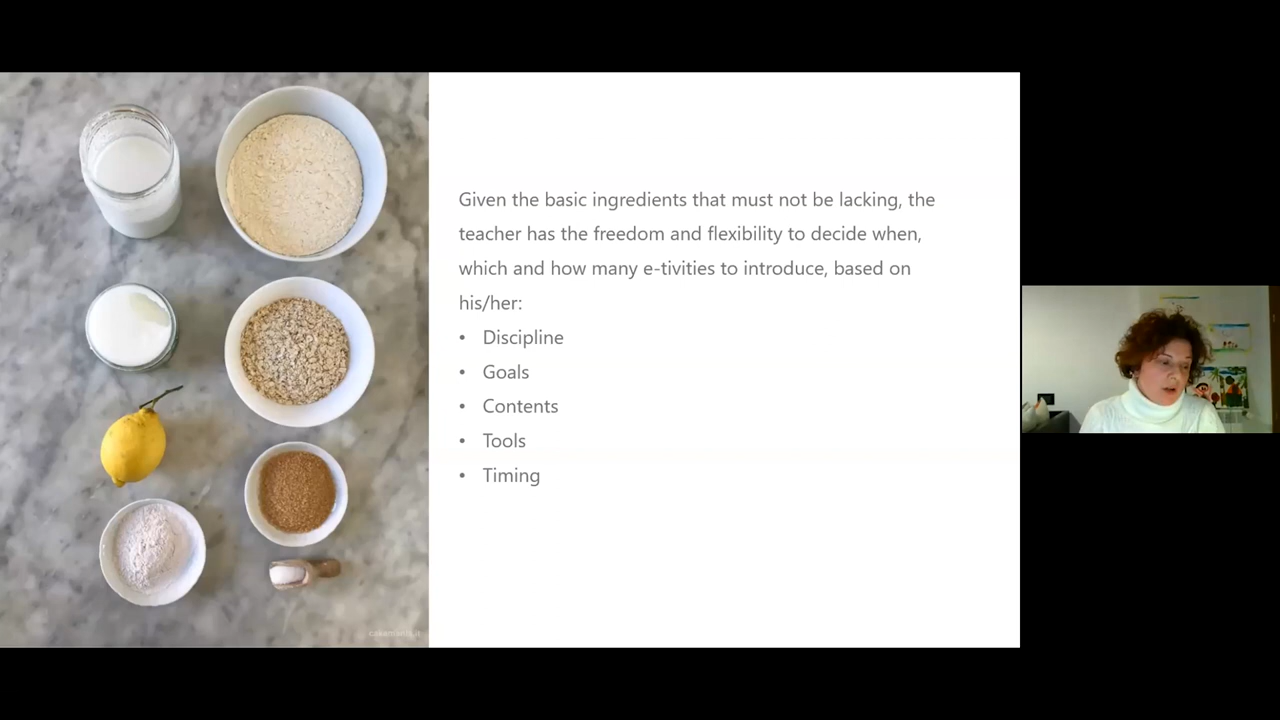 Given the basic ingredients that must not be lacking, the
teacher has the freedom and flexibility to decide when,
which and how many e-tivities to introduce, based on
his/her:
• Discipline
• Goals
• Contents
• Tools
• Timing